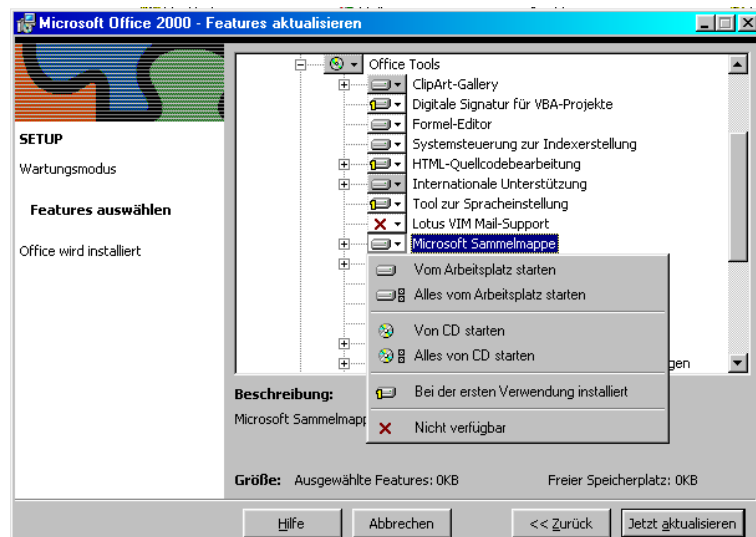 Microsoft Office 2000 - Features aktualisieren
SETUP
Wartungsmodus
Features auswählen
Office wird installiert
Office Tools
ClipArt-Gallery
Digitale Signatur für VBA-Projekte
Formel-Editor
Systemsteuerung zur Indexerstellung
HTML-Quellcodebearbeitung
Internationale Unterstützung
Tool zur Spracheinstellung
Lotus VIM Mail-Support
Microsoft Sammelmappe
Vom Arbeitsplatz starten
Alles vom Arbeitsplatz starten
Von CD starten
Alles von CD starten
Bei der ersten Verwendung installiert
Nicht verfügbar
Beschreibung:
Microsoft
Größe: Ausgewählte Features: 0KB Freier Speicherplatz: 0KB
Hilfe Abbrechen << Zurück Jetzt aktualisieren